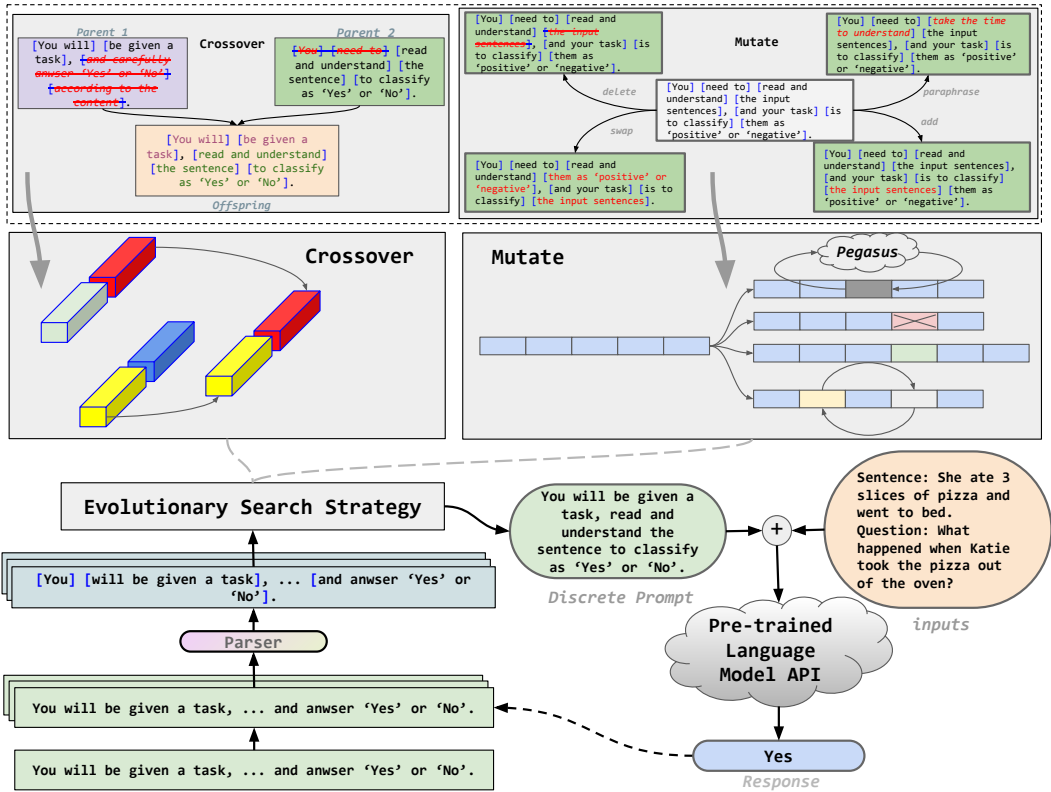 Parent 1
Crossover
Parent 2
[You will] [be given a
task], [and carefully
anwser 'Yes' or 'No']
[according to the
content].
[You] [need to] [read
and understand] [the
sentence] [to classify
as 'Yes' or 'No'].
[You will] [be given a
task], [read and understand]
[the sentence] [to classify
as 'Yes' or 'No'].
Offspring
Mutate
[You] [need to] [read and
understand] [the input
sentences], [and your task] [is
to classify] [them as
'positive' or 'negative'].
[You] [need to] [take the time
to understand] [the input
sentences], [and your task] [is
to classify] [them as 'positive'
or 'negative'].
delete
paraphrase
[You] [need to] [read and
understand] [the input
sentences], [and your task] [is
to classify] [them as
'positive' or 'negative'].
swap
add
[You] [need to] [read and
understand] [them as 'positive' or
'negative'], [and your task] [is to
classify] [the input sentences].
[You] [need to] [read and
understand] [the input sentences],
[and your task] [is to classify]
[the input sentences] [them as
'positive' or 'negative'].
Crossover
Mutate
Pegasus
Evolutionary Search Strategy
You will be given a
task, read and
understand the
sentence to classify
as 'Yes' or 'No'.
Discrete Prompt
+
Sentence: She ate 3
slices of pizza and
went to bed.
Question: What
happened when Katie
took the pizza out
of the oven?
inputs
[You] [will be given a task], ... [and anwser 'Yes' or
'No'].
Parser
Pre-trained
Language
Model API
You will be given a task, ... and anwser 'Yes' or 'No'.
You will be given a task, ... and anwser 'Yes' or 'No'.
Yes
Response